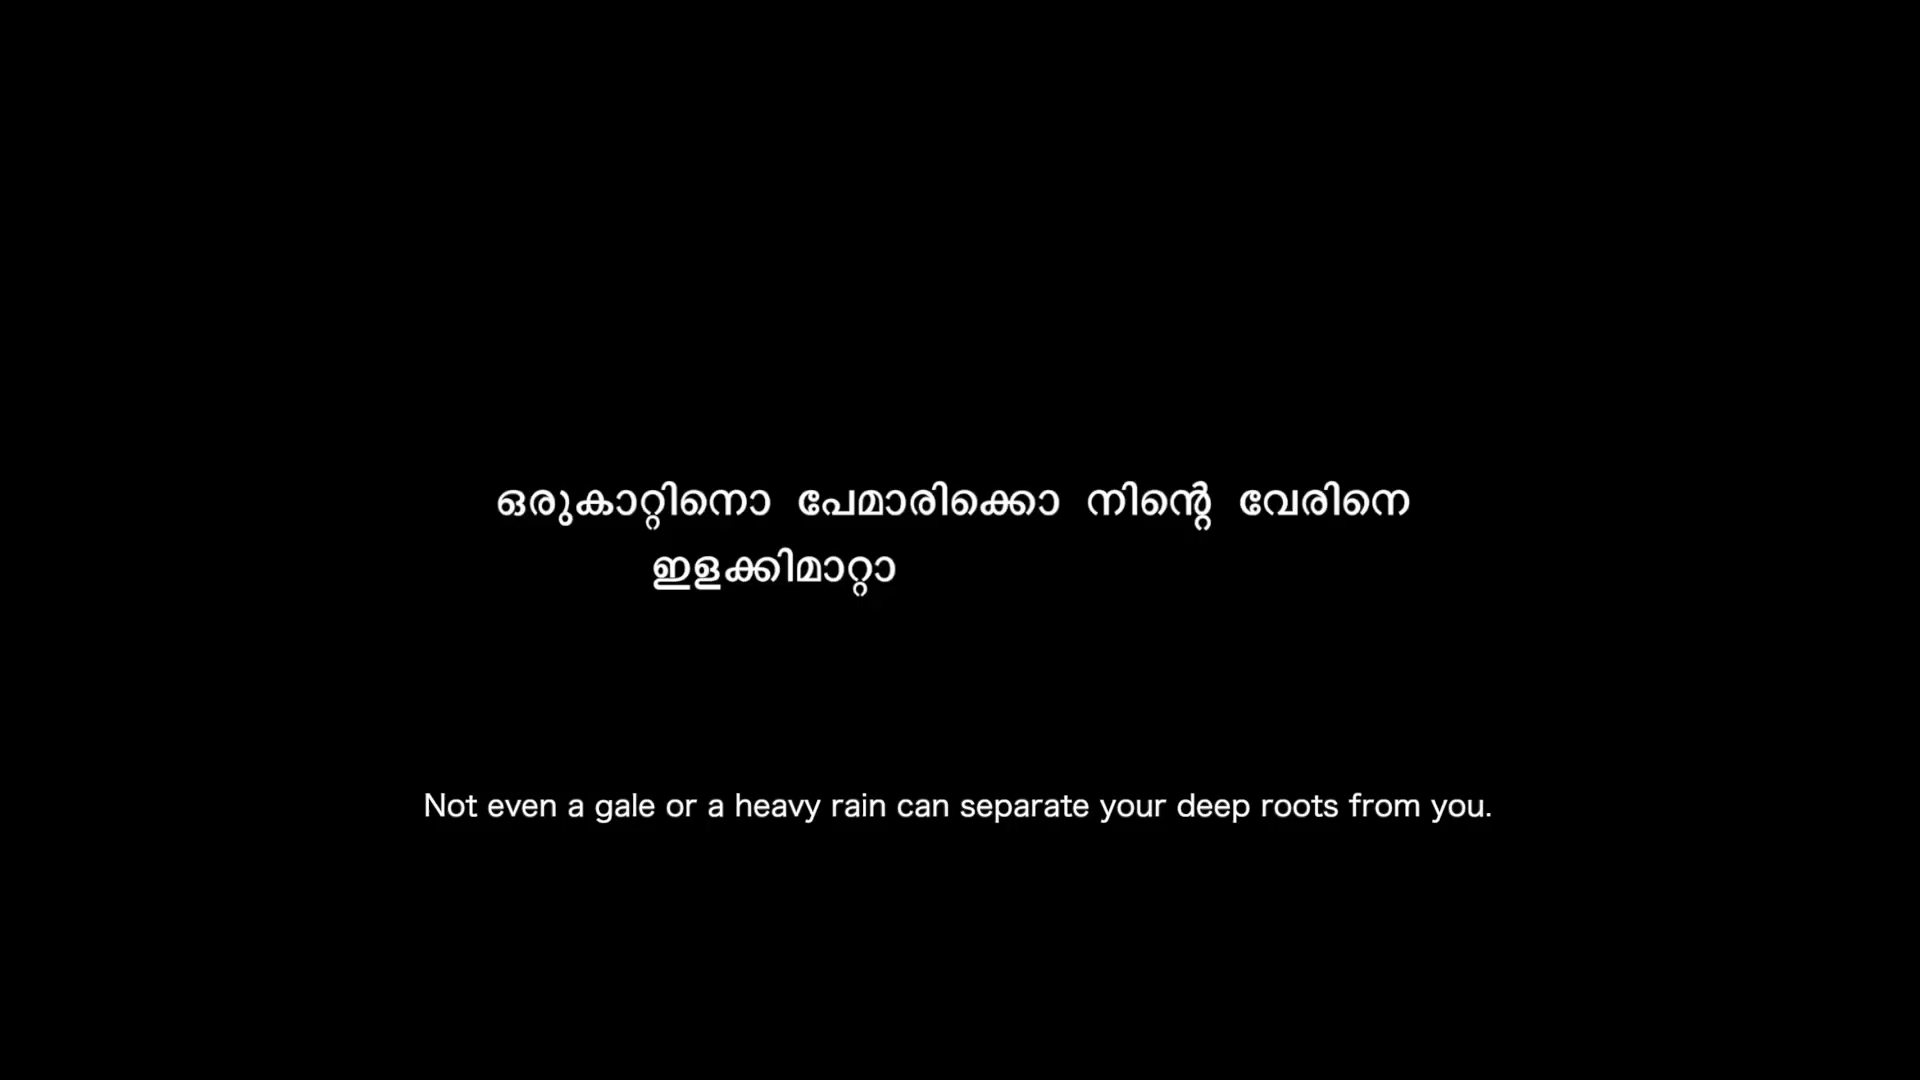 ഒരുകാറ്റിനൊ പേമാരിക്കൊ നിന്റെ വേരിനെ
ഇളക്കിമാറ്റാ
Not even a gale or a heavy rain can separate your deep roots from you.